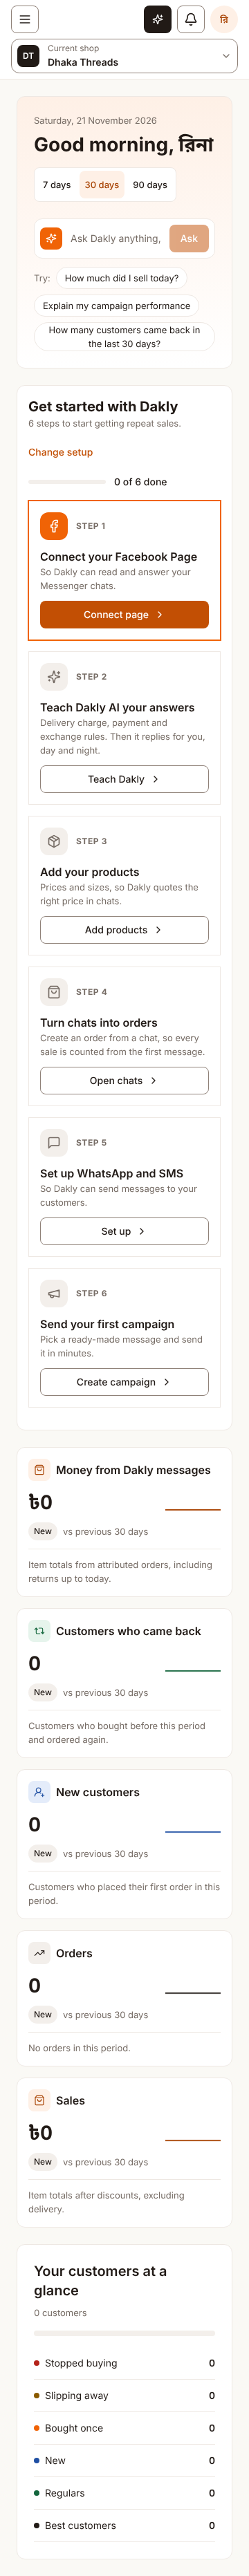 রি
DT
Current shop
Dhaka Threads
Saturday, 21 November 2026
Good morning, রিনা
7 days
30 days
90 days
Ask Dakly anything,
Ask
Try:
How much did I sell today?
Explain my campaign performance
How many customers came back in
the last 30 days?
Get started with Dakly
6 steps to start getting repeat sales.
Change setup
0 of 6 done
STEP 1
Connect your Facebook Page
So Dakly can read and answer your
Messenger chats.
Connect page
STEP 2
Teach Dakly AI your answers
Delivery charge, payment and
exchange rules. Then it replies for you,
day and night.
Teach Dakly
STEP 3
Add your products
Prices and sizes, so Dakly quotes the
right price in chats.
Add products
STEP 4
Turn chats into orders
Create an order from a chat, so every
sale is counted from the first message.
Open chats
STEP 5
Set up WhatsApp and SMS
So Dakly can send messages to your
customers.
Set up
STEP 6
Send your first campaign
Pick a ready-made message and send
it in minutes.
Create campaign
Money from Dakly messages
৳0
New
vs previous 30 days
Item totals from attributed orders, including
returns up to today.
Customers who came back
0
New
vs previous 30 days
Customers who bought before this period
and ordered again.
New customers
0
New
vs previous 30 days
Customers who placed their first order in this
period.
Orders
0
New
vs previous 30 days
No orders in this period.
Sales
৳0
New
vs previous 30 days
Item totals after discounts, excluding
delivery.
Your customers at a
glance
0 customers
Stopped buying 0
Slipping away 0
Bought once 0
New 0
Regulars 0
Best customers 0